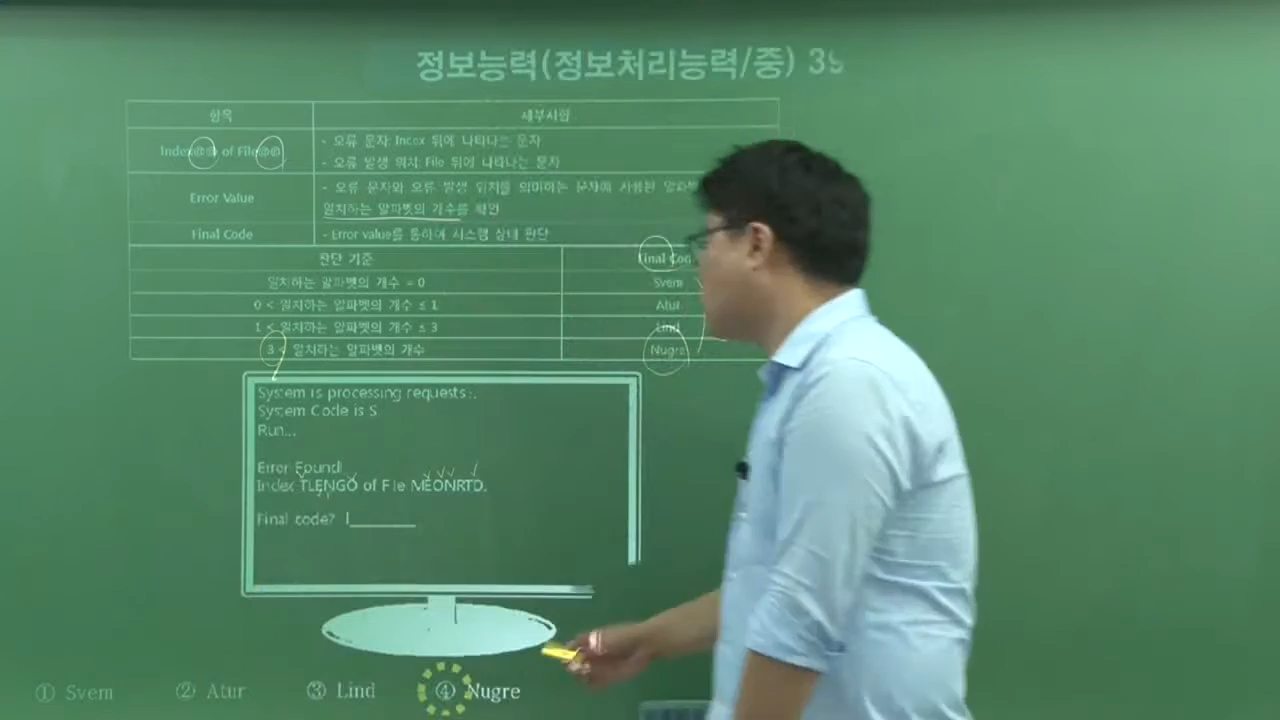 정보능력(정보처리능력/중) 39
항목 세부사항
Index@@ of File@@ - 오류 문자: Index 뒤에 나타나는 문자
- 오류 발생 위치: File 뒤에 나타나는 문자
Error Value - 오류 문자와 오류 발생 위치를 의미하는 문자에 사용된 알파벳
일치하는 알파벳의 개수를 확인
Final Code - Error value를 통하여 시스템 상태 판단
판단 기준 Final Cod
일치하는 알파벳의 개수 = 0 Svem
0 < 일치하는 알파벳의 개수 ≤ 1 Atur
1 < 일치하는 알파벳의 개수 ≤ 3 Lind
3 < 일치하는 알파벳의 개수 Nugre
System is processing requests...
System Code is S
Run...
Error Found!
Index TLENGO of File MEONRTD.
Final code? I________
① Svem ② Atur ③ Lind ④ Nugre